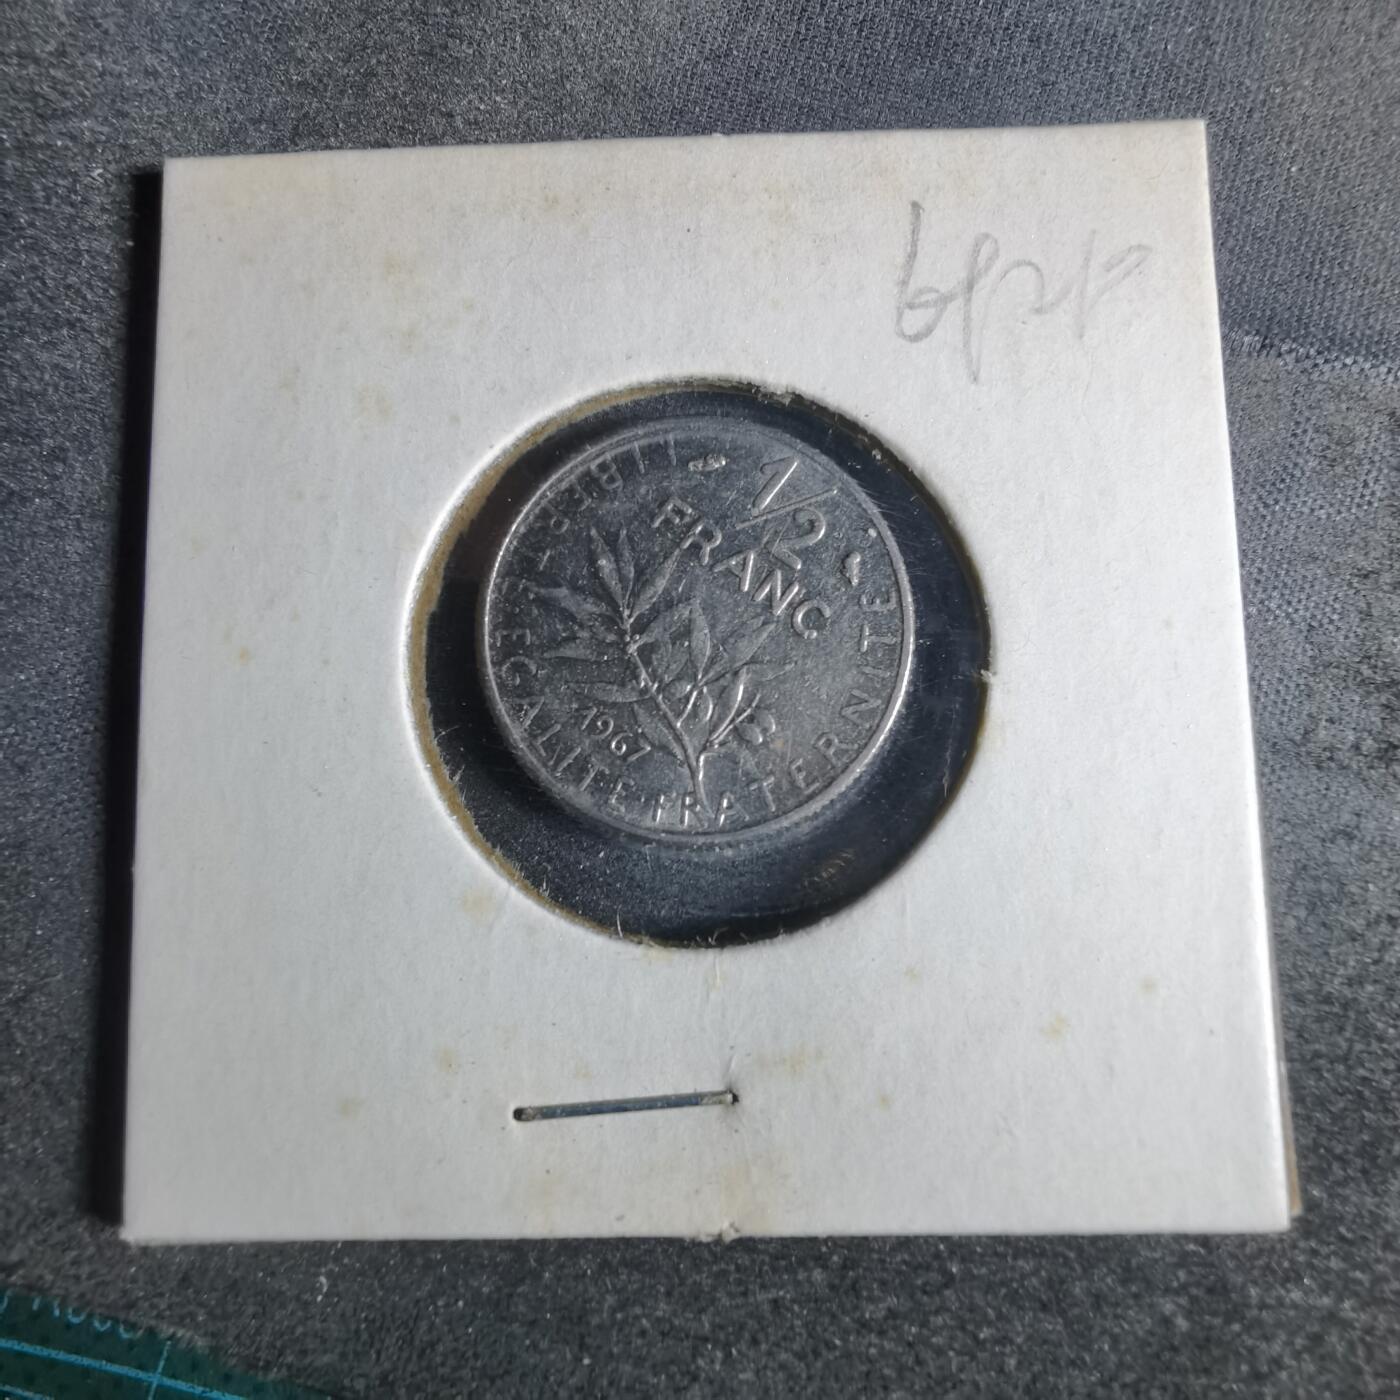 1/2
FRANC
1967
LIBERTE·EGALITE·FRATERNITE